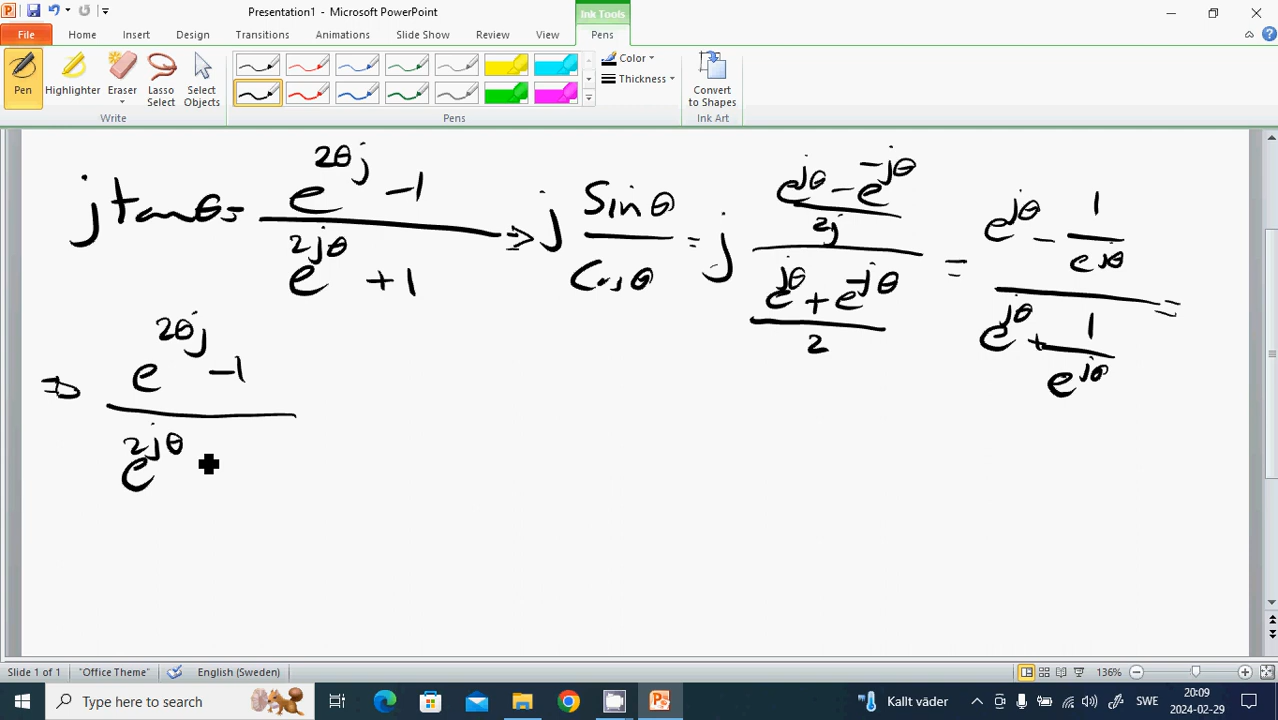 Presentation1 - Microsoft PowerPoint
Ink Tools
File Home Insert Design Transitions Animations Slide Show Review View Pens
Pen Highlighter Eraser Lasso Select Select Objects
Color
Thickness
Convert to Shapes
Write Pens Ink Art
j tanθ = (e^{2θj} - 1)/(e^{2jθ} + 1) => j Sinθ/Cosθ = j ((e^{jθ} - e^{-jθ})/2j)/((e^{jθ} + e^{-jθ})/2) = (e^{jθ} - 1/e^{jθ})/(e^{jθ} + 1/e^{jθ}) =
=> (e^{2θj} - 1)/(e^{2jθ}
Slide 1 of 1 "Office Theme" English (Sweden) 136%
Type here to search Kallt väder SWE 20:09
2024-02-29